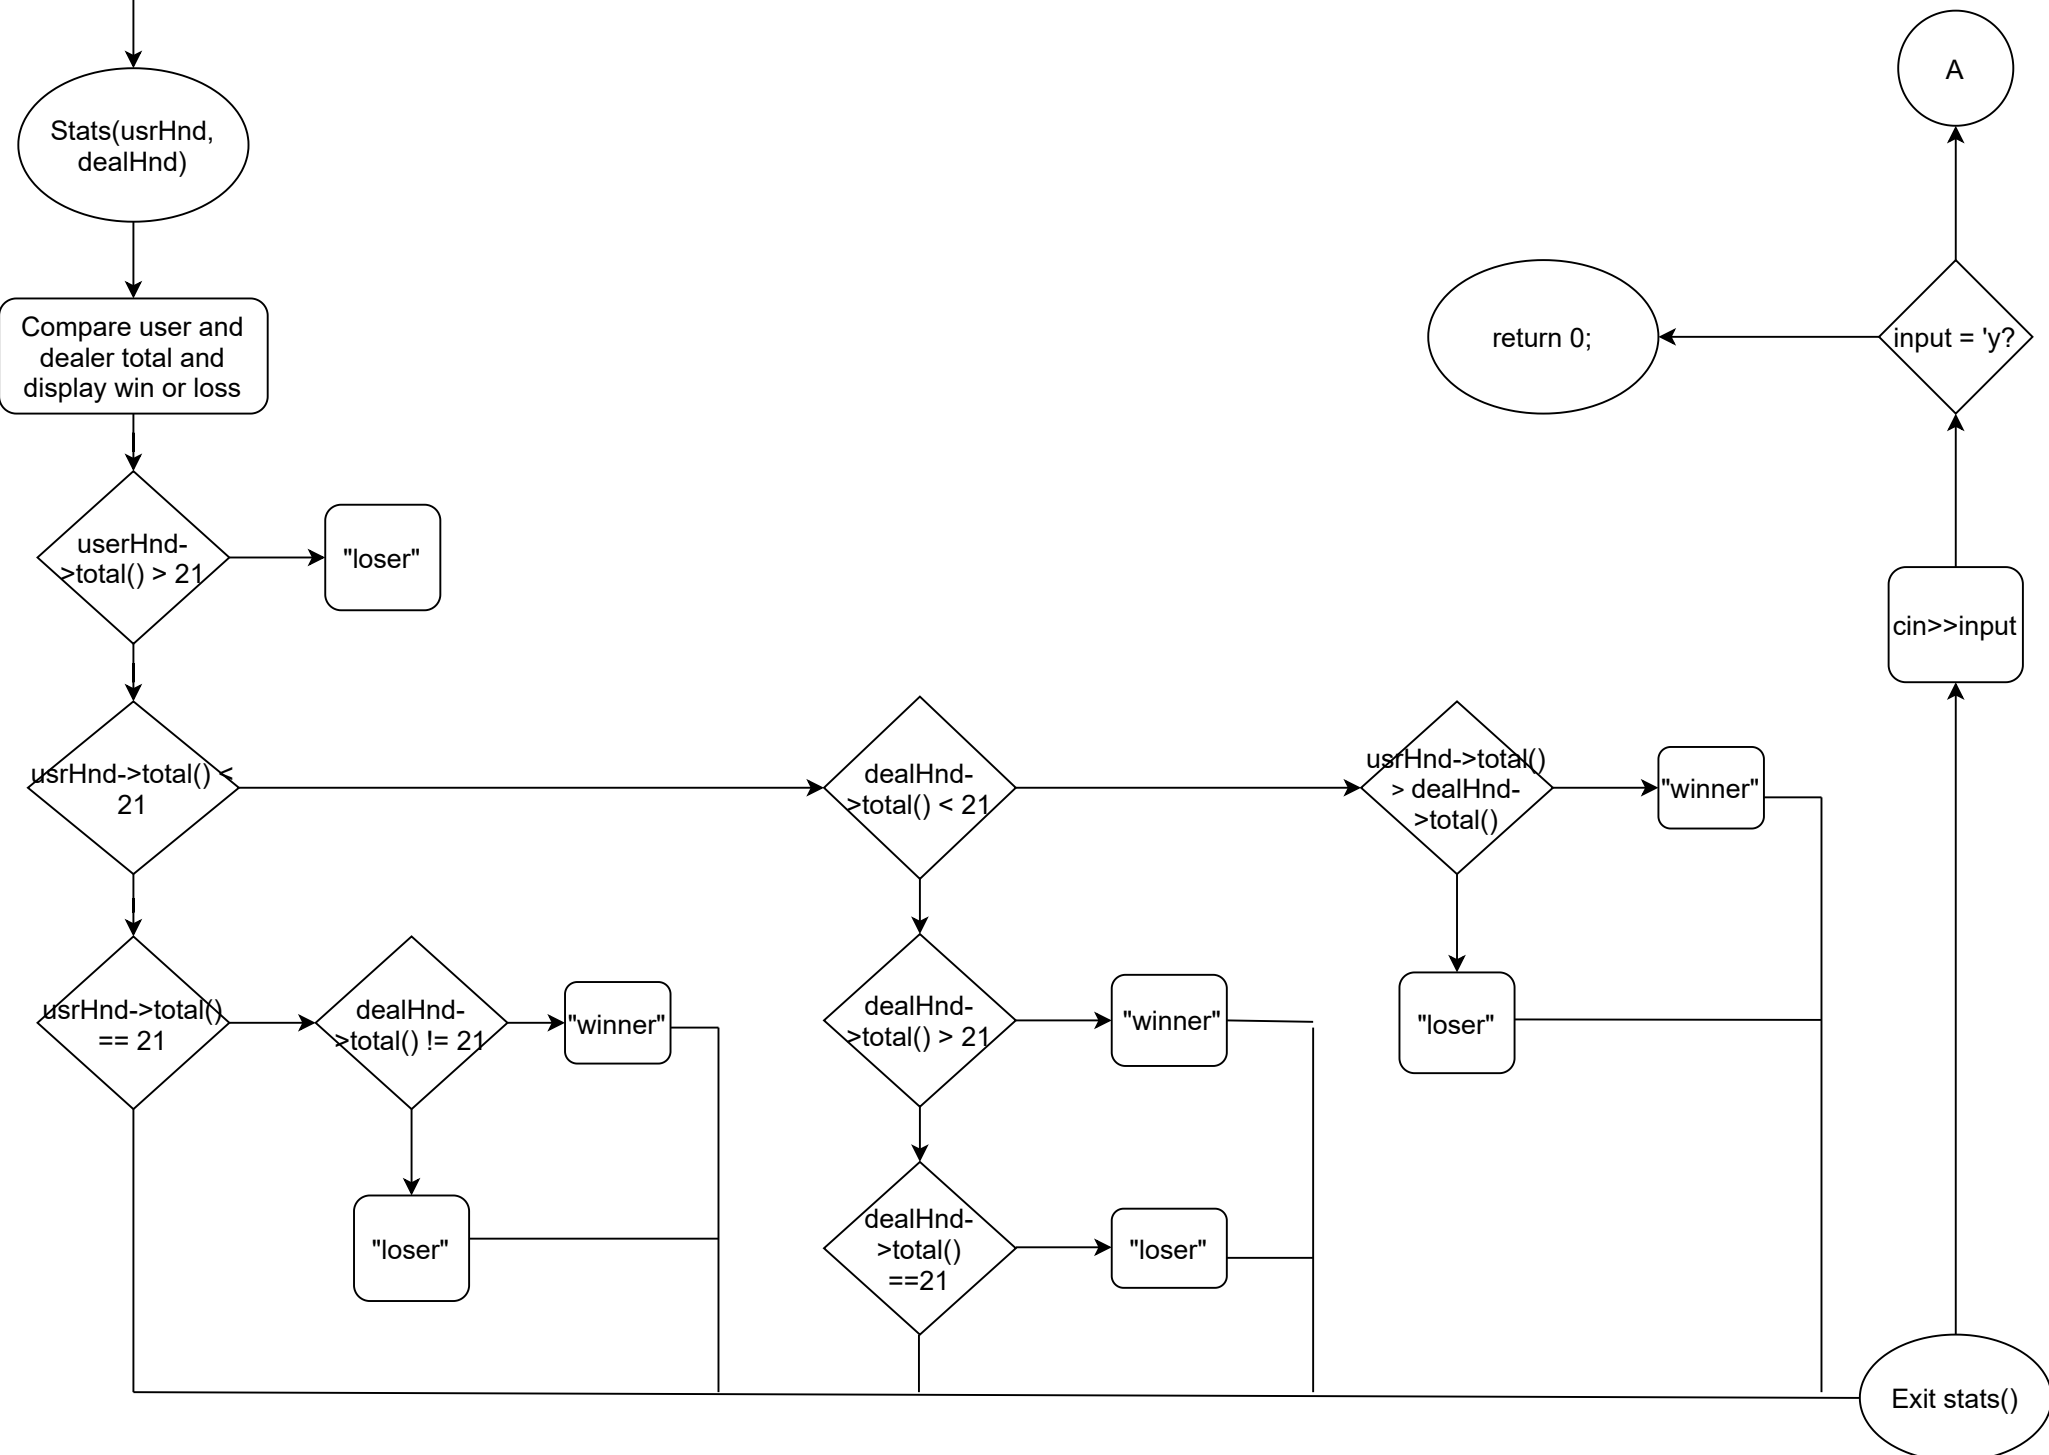 A
Stats(usrHnd,
dealHnd)
Compare user and
dealer total and
display win or loss
return 0;
input = 'y?
userHnd-
>total() > 21
"loser"
cin>>input
usrHnd->total() <
21
dealHnd-
>total() < 21
usrHnd->total()
> dealHnd-
>total()
"winner"
usrHnd->total()
== 21
dealHnd-
>total() != 21
"winner"
dealHnd-
>total() > 21
"winner"
"loser"
"loser"
dealHnd-
>total()
==21
"loser"
Exit stats()